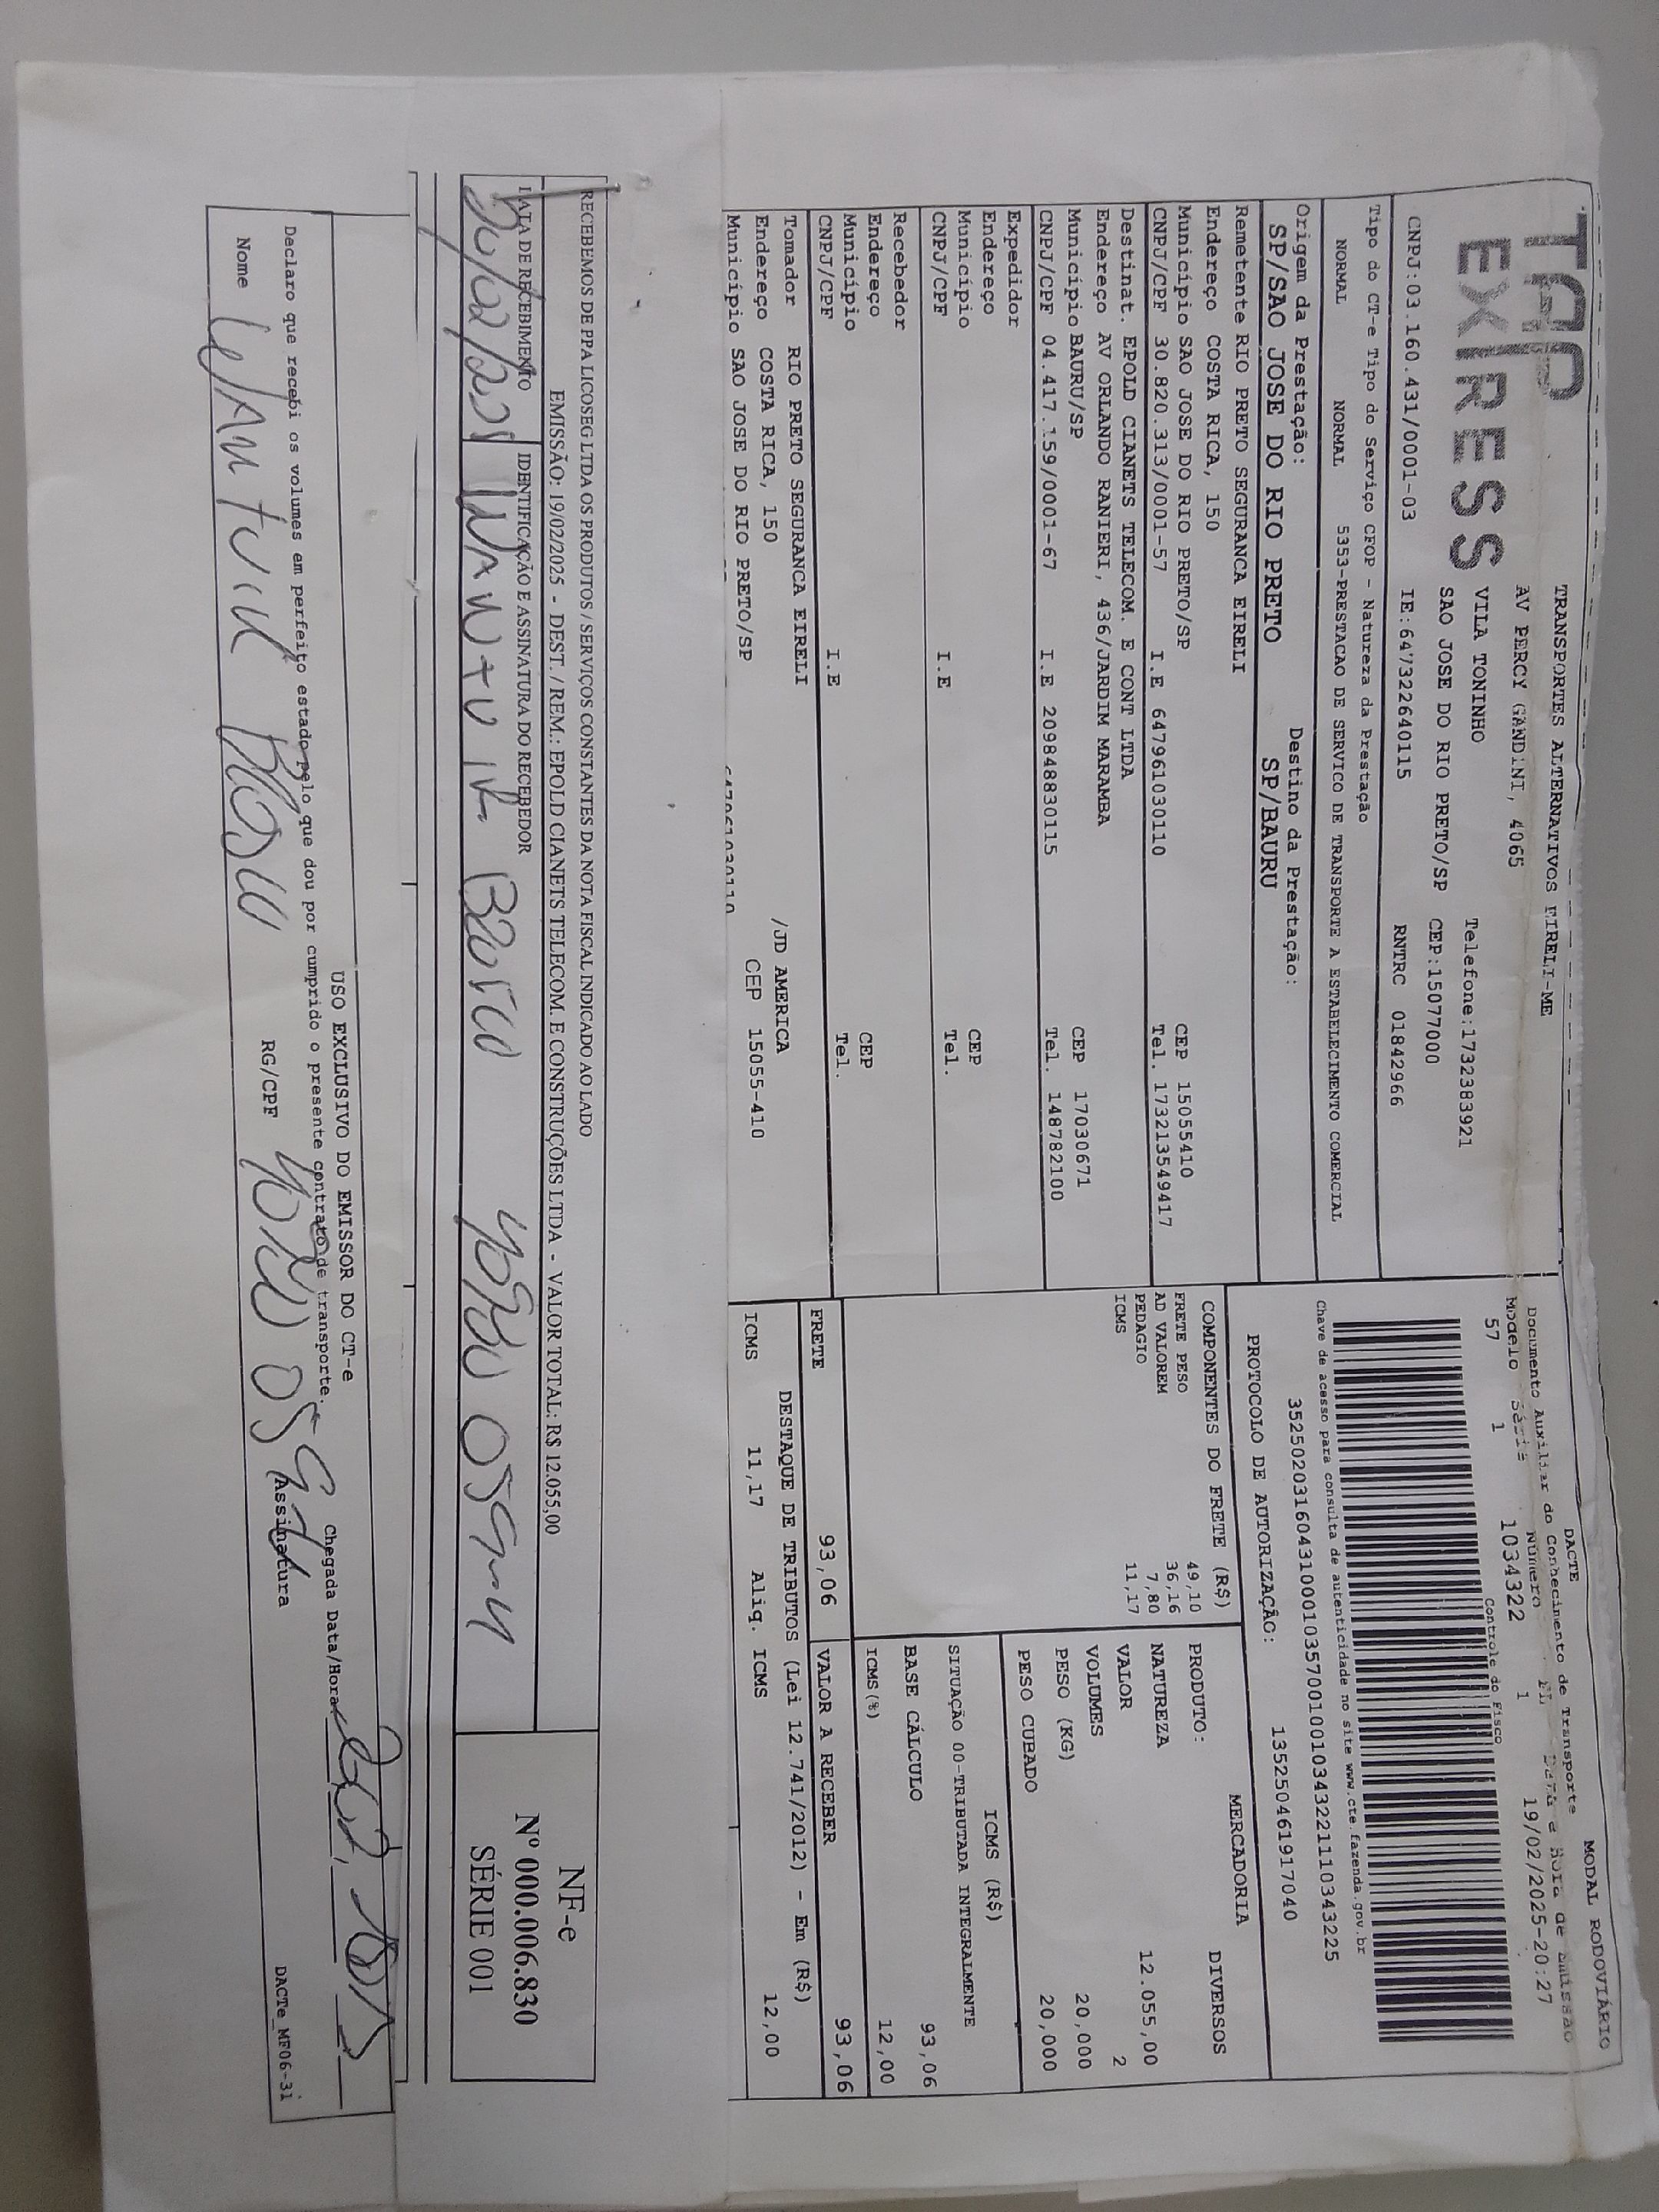 TAP
EXPRESS
TRANSPORTES ALTERNATIVOS EIRELI-ME
AV PERCY GANDINI, 4065
VILA TONINHO Telefone:1732383921
SAO JOSE DO RIO PRETO/SP CEP:15077000
CNPJ:03.160.431/0001-03 IE:647322640115 RNTRC 01842966
Tipo do CT-e Tipo do Serviço CFOP - Natureza da Prestação
NORMAL NORMAL 5353-PRESTACAO DE SERVICO DE TRANSPORTE A ESTABELECIMENTO COMERCIAL
Origem da Prestação: Destino da Prestação:
SP/SAO JOSE DO RIO PRETO SP/BAURU
Remetente RIO PRETO SEGURANCA EIRELI
Endereço COSTA RICA, 150
Município SAO JOSE DO RIO PRETO/SP CEP 15055410
CNPJ/CPF 30.820.313/0001-57 I.E 647961030110 Tel. 173213549417
Destinat. EPOLD CIANETS TELECOM. E CONT LTDA
Endereço AV ORLANDO RANIERI, 436/JARDIM MARAMBA
Município BAURU/SP CEP 17030671
CNPJ/CPF 04.417.159/0001-67 I.E 209848830115 Tel. 148782100
Expedidor
Endereço
Município CEP
CNPJ/CPF I.E Tel.
Recebedor
Endereço
Município CEP
CNPJ/CPF I.E Tel.
Tomador RIO PRETO SEGURANCA EIRELI
Endereço COSTA RICA, 150 /JD AMERICA
Município SAO JOSE DO RIO PRETO/SP CEP 15055-410
647961030110
DACTE MODAL RODOVIÁRIO
Documento Auxiliar do Conhecimento de Transporte
Modelo Série Número FL Data e Hora de Emissão
57 1 1034322 1 19/02/2025-20:27
Controle do Fisco
Chave de acesso para consulta de autenticidade no site www.cte.fazenda.gov.br
35250203160431000103570010010343221110343225
PROTOCOLO DE AUTORIZAÇÃO: 135250461917040
COMPONENTES DO FRETE (R$)
FRETE PESO 49,10
AD VALOREM 36,16
PEDAGIO 7,80
ICMS 11,17
MERCADORIA
PRODUTO: DIVERSOS
NATUREZA
VALOR 12.055,00
VOLUMES 2
PESO (KG) 20,000
PESO CUBADO 20,000
ICMS (R$)
SITUAÇÃO 00-TRIBUTADA INTEGRALMENTE
BASE CÁLCULO 93,06
ICMS(%) 12,00
FRETE 93,06 VALOR A RECEBER 93,06
DESTAQUE DE TRIBUTOS (Lei 12.741/2012) - Em (R$)
ICMS 11,17 Aliq. ICMS 12,00
RECEBEMOS DE PPA LICOSEG LTDA OS PRODUTOS / SERVIÇOS CONSTANTES DA NOTA FISCAL INDICADO AO LADO
EMISSÃO: 19/02/2025 - DEST. / REM.: EPOLD CIANETS TELECOM. E CONSTRUÇÕES LTDA - VALOR TOTAL: R$ 12.055,00
DATA DE RECEBIMENTO IDENTIFICAÇÃO E ASSINATURA DO RECEBEDOR
NF-e
Nº 000.006.830
SÉRIE 001
USO EXCLUSIVO DO EMISSOR DO CT-e
Declaro que recebi os volumes em perfeito estado pelo que dou por cumprido o presente contrato de transporte. Chegada Data/Hora
Nome RG/CPF Assinatura
DACTe_MF06-31